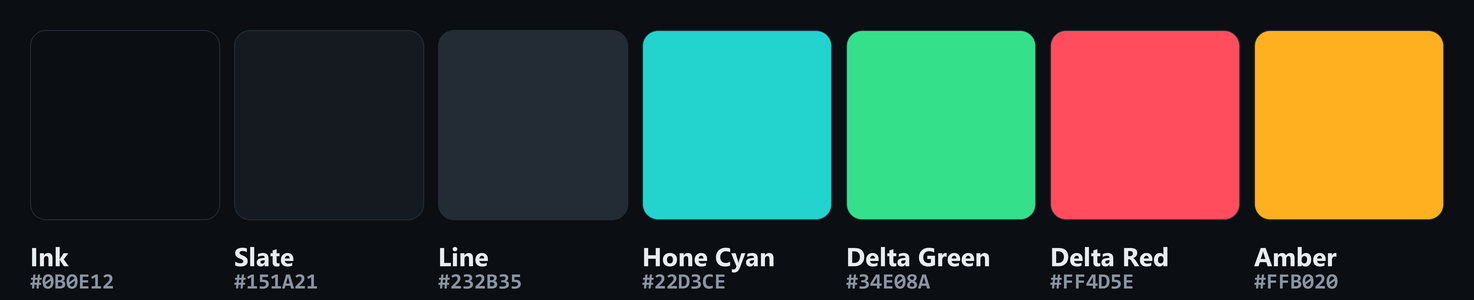 Ink
#0B0E12
Slate
#151A21
Line
#232B35
Hone Cyan
#22D3CE
Delta Green
#34E08A
Delta Red
#FF4D5E
Amber
#FFB020